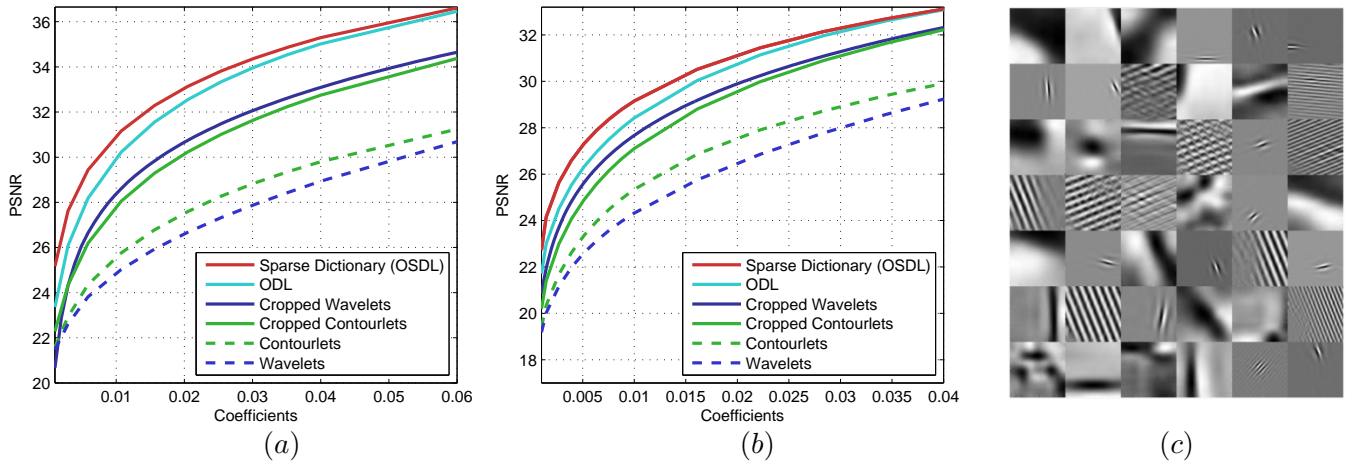 36
34
32
30
28
26
24
22
20
PSNR
0.01 0.02 0.03 0.04 0.05 0.06
Coefficients
Sparse Dictionary (OSDL)
ODL
Cropped Wavelets
Cropped Contourlets
Contourlets
Wavelets
(a)
32
30
28
26
24
22
20
18
PSNR
0.005 0.01 0.015 0.02 0.025 0.03 0.035 0.04
Coefficients
Sparse Dictionary (OSDL)
ODL
Cropped Wavelets
Cropped Contourlets
Contourlets
Wavelets
(b)
(c)